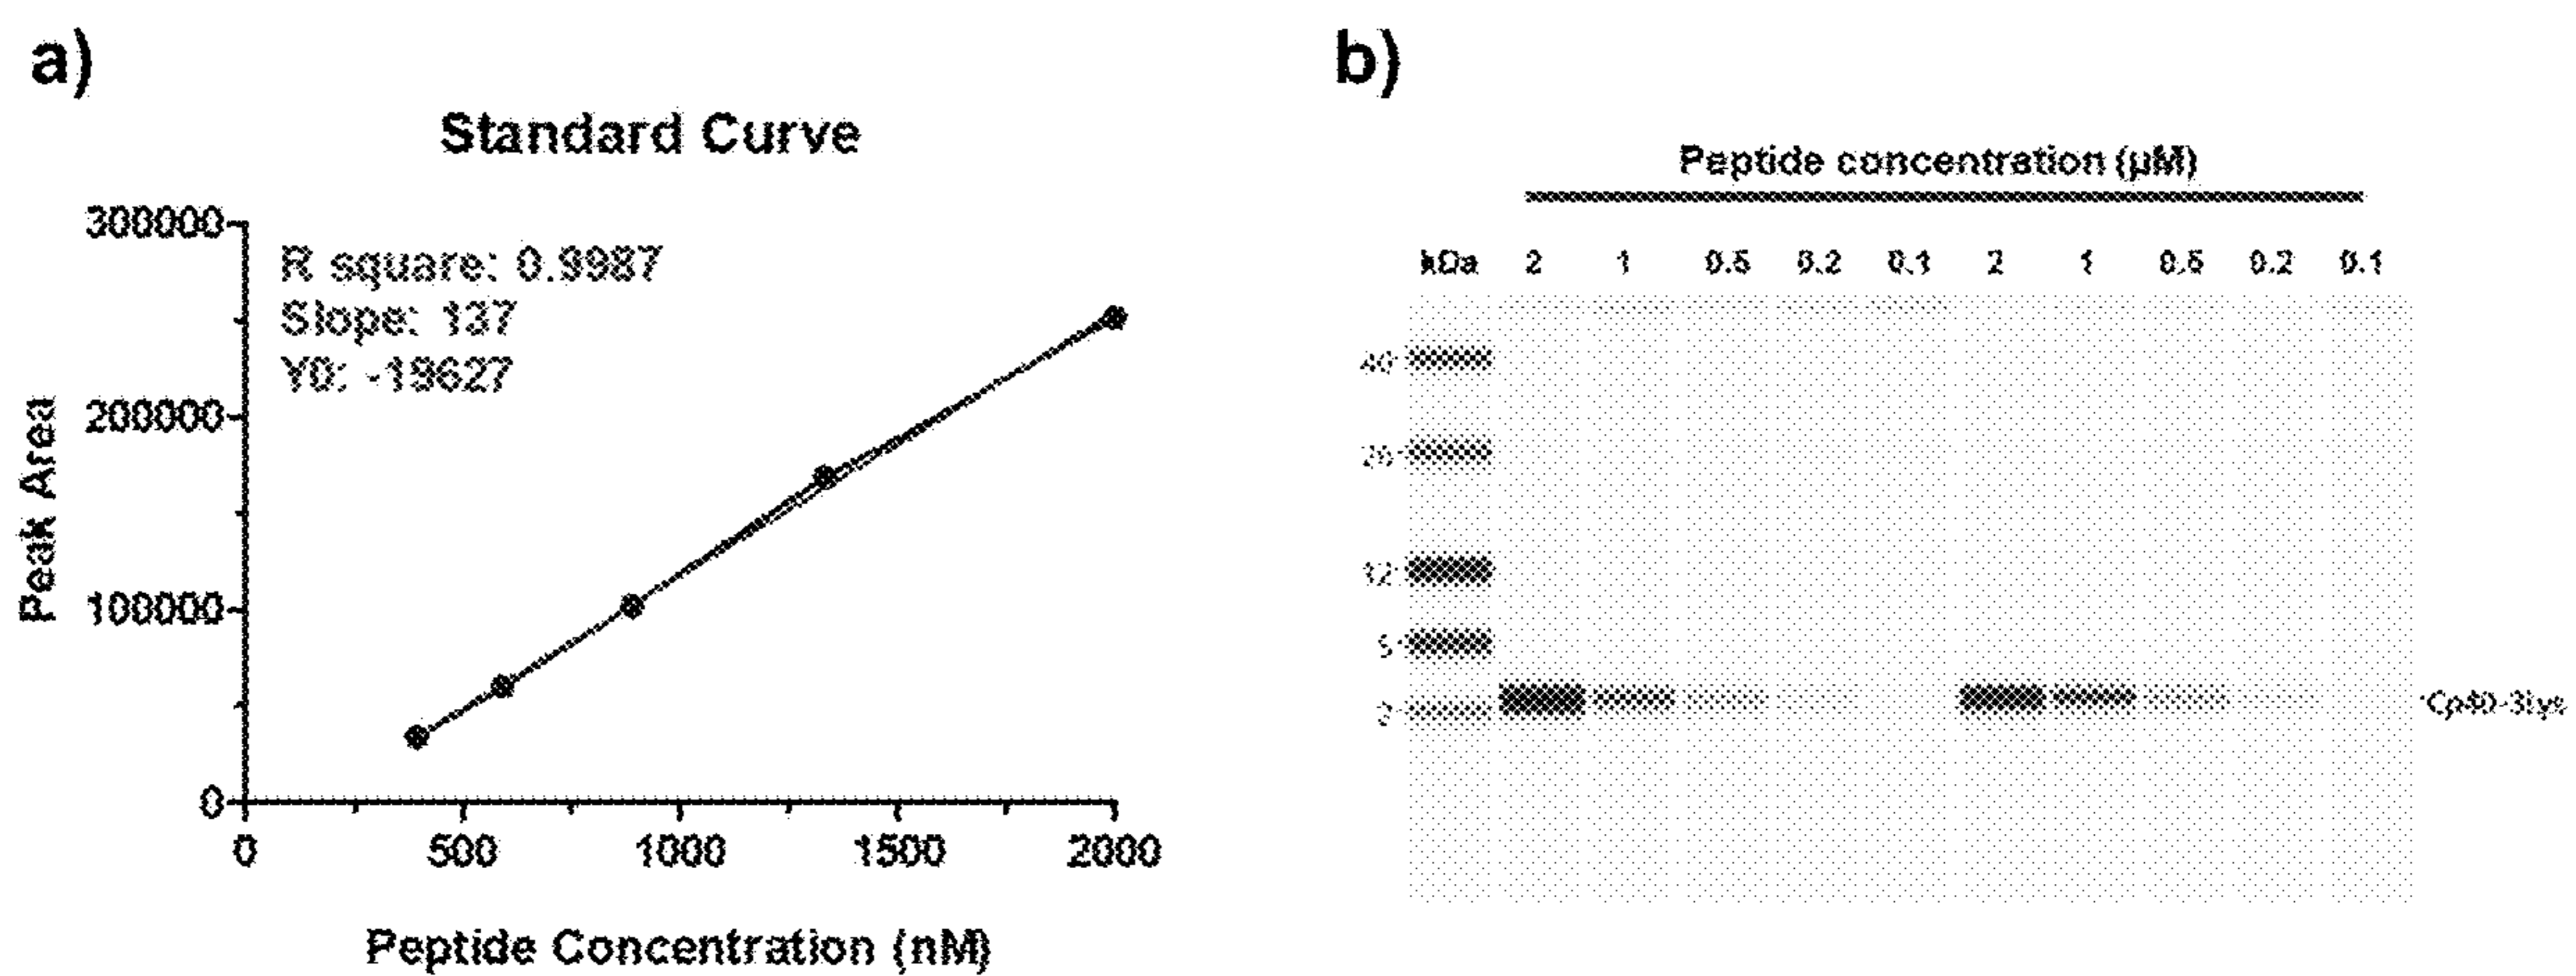 a)
Standard Curve
300000
200000
100000
0
Peak Area
R square: 0.9987
Slope: 137
Y0: -19627
0 500 1000 1500 2000
Peptide Concentration (nM)
b)
Peptide concentration (µM)
kDa 2 1 0.5 0.2 0.1 2 1 0.5 0.2 0.1
40
12
5
2
Cp40-3lys